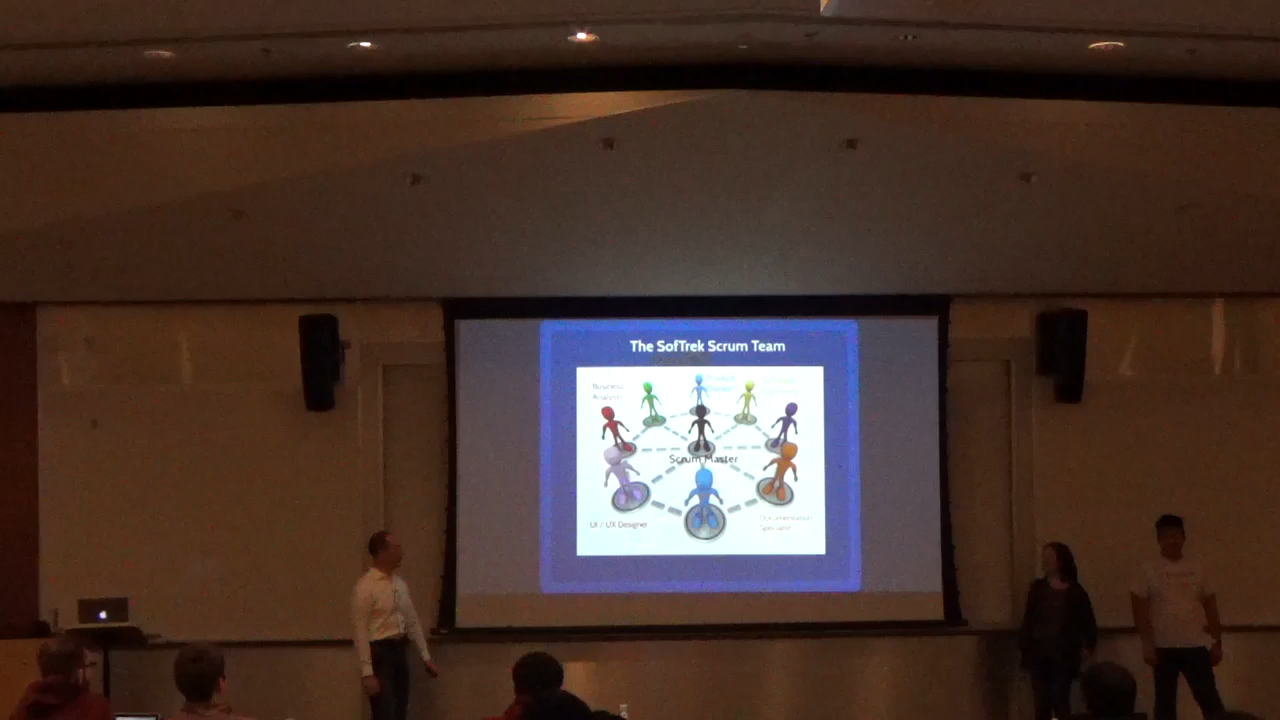 The SofTrek Scrum Team
Business
Analyst
Scrum Master
UI / UX Designer
Documentation
Specialist